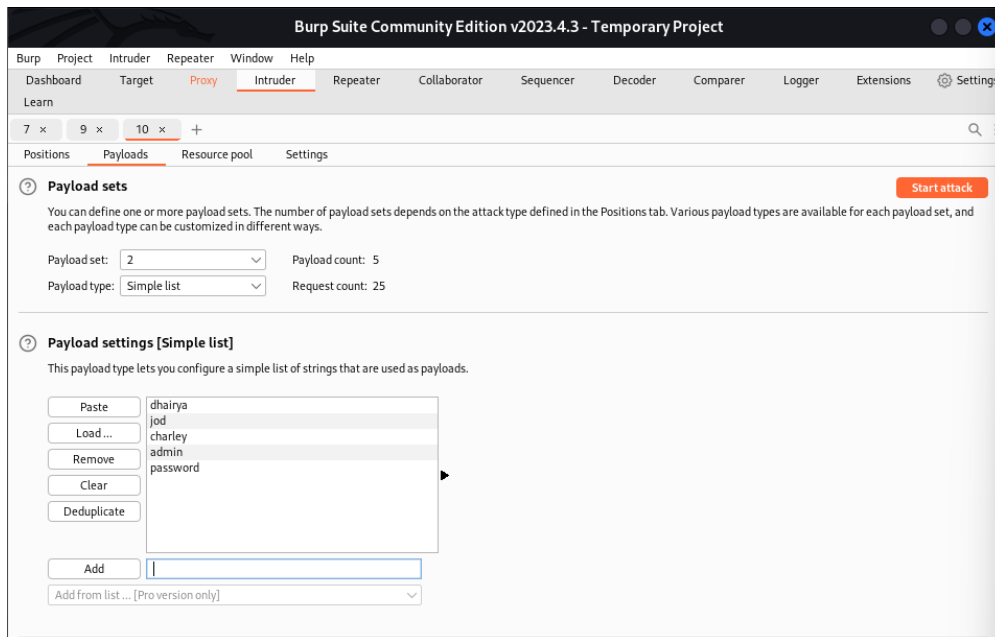 Burp Suite Community Edition v2023.4.3 - Temporary Project
Burp Project Intruder Repeater Window Help
Dashboard Target Proxy Intruder Repeater Collaborator Sequencer Decoder Comparer Logger Extensions Settings
Learn
7 × 9 × 10 × +
Positions Payloads Resource pool Settings
? Payload sets Start attack
You can define one or more payload sets. The number of payload sets depends on the attack type defined in the Positions tab. Various payload types are available for each payload set, and
each payload type can be customized in different ways.
Payload set: 2 Payload count: 5
Payload type: Simple list Request count: 25
? Payload settings [Simple list]
This payload type lets you configure a simple list of strings that are used as payloads.
Paste dhairya
jod
Load ... charley
admin
Remove password
Clear
Deduplicate
Add
Add from list ... [Pro version only]